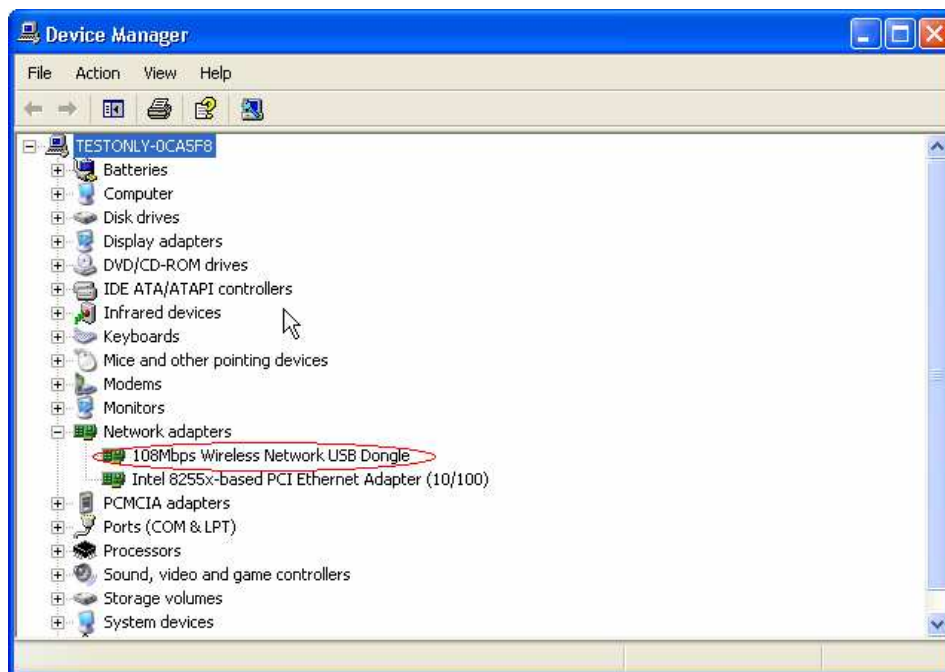 Device Manager
File Action View Help
TESTONLY-0CA5F8
Batteries
Computer
Disk drives
Display adapters
DVD/CD-ROM drives
IDE ATA/ATAPI controllers
Infrared devices
Keyboards
Mice and other pointing devices
Modems
Monitors
Network adapters
108Mbps Wireless Network USB Dongle
Intel 8255x-based PCI Ethernet Adapter (10/100)
PCMCIA adapters
Ports (COM & LPT)
Processors
Sound, video and game controllers
Storage volumes
System devices